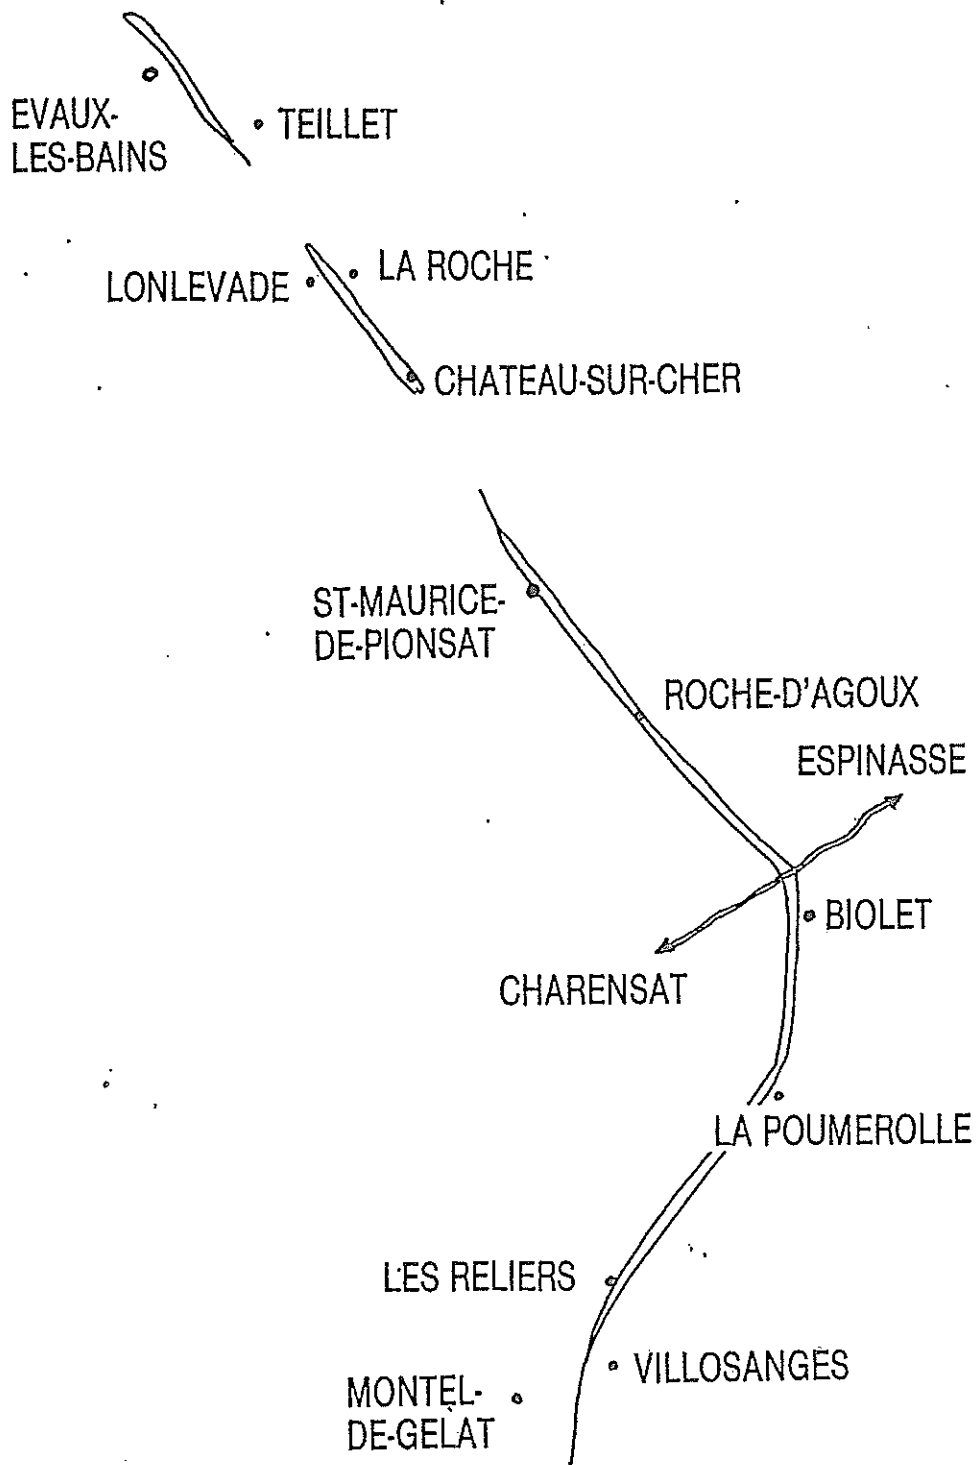 EVAUX-
LES-BAINS
TEILLET
LONLEVADE
LA ROCHE
CHATEAU-SUR-CHER
ST-MAURICE-
DE-PIONSAT
ROCHE-D'AGOUX
ESPINASSE
BIOLET
CHARENSAT
LA POUMEROLLE
LES RELIERS
VILLOSANGES
MONTEL-
DE-GELAT